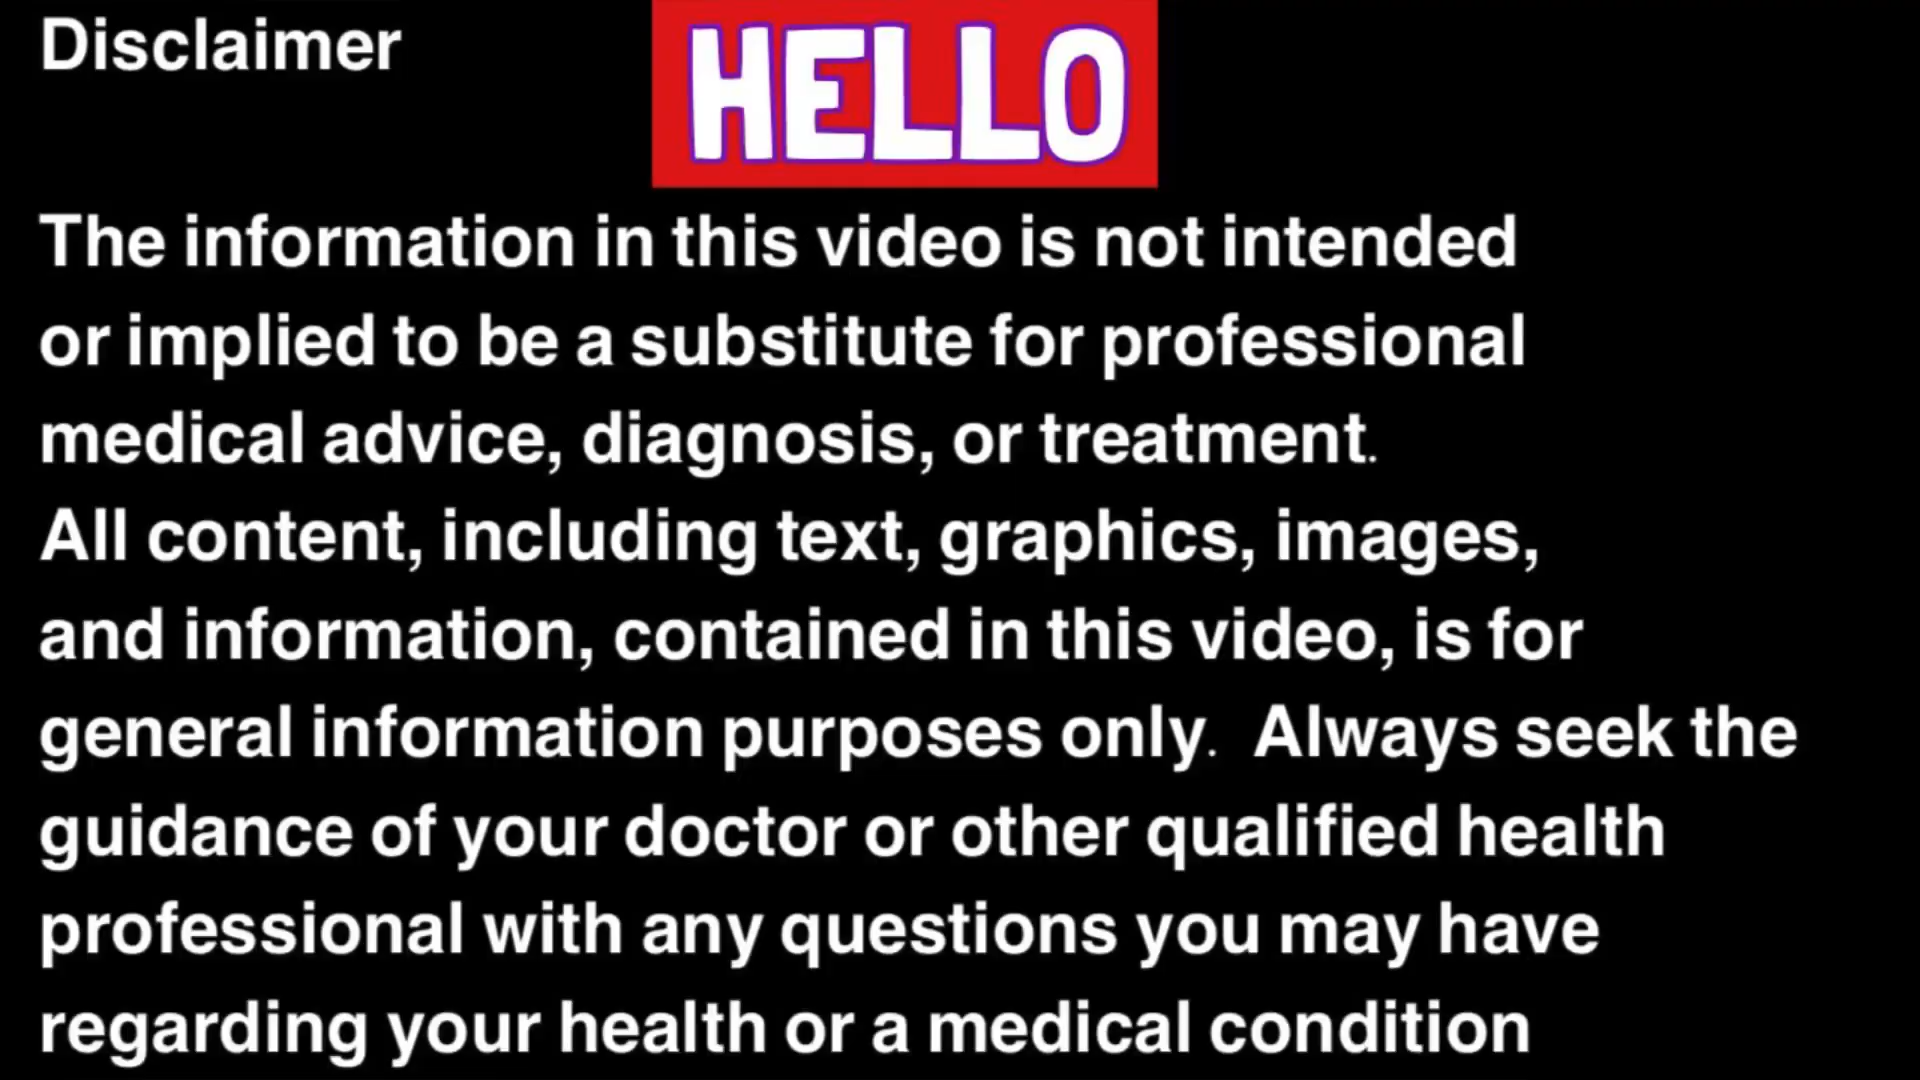 Disclaimer
HELLO
The information in this video is not intended
or implied to be a substitute for professional
medical advice, diagnosis, or treatment.
All content, including text, graphics, images,
and information, contained in this video, is for
general information purposes only.  Always seek the
guidance of your doctor or other qualified health
professional with any questions you may have
regarding your health or a medical condition